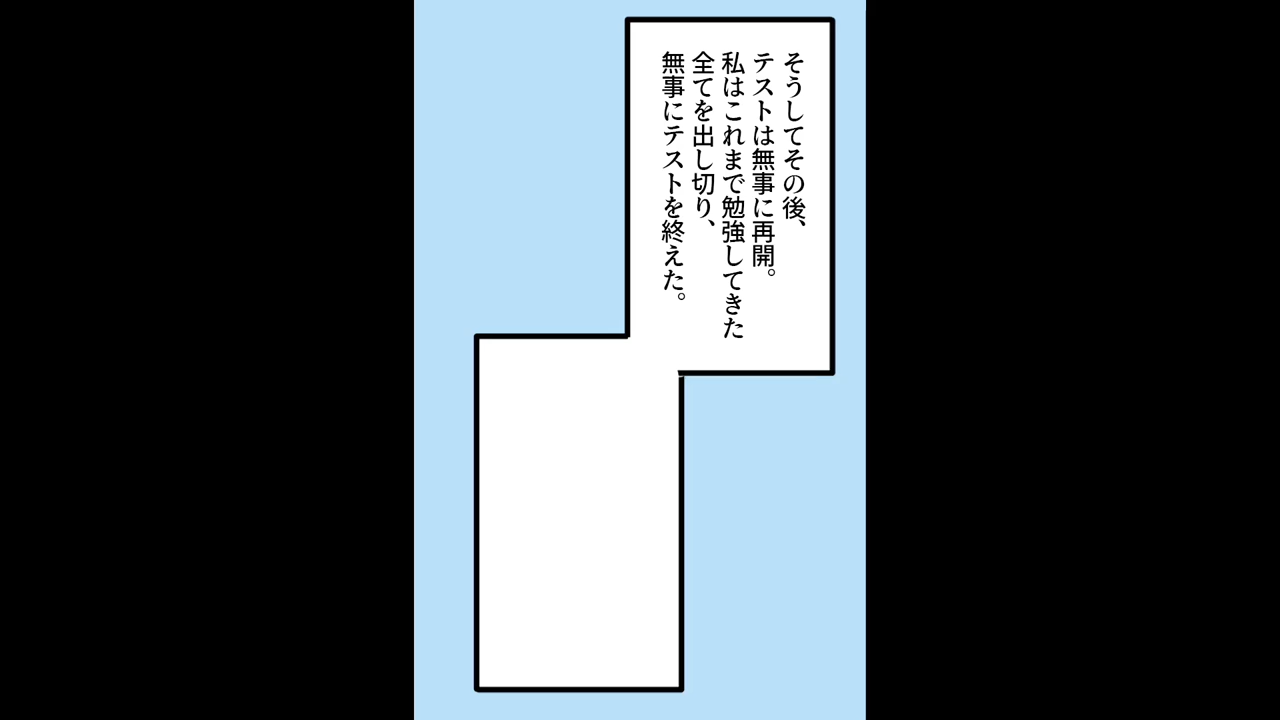 そうしてその後、
テストは無事に再開。
私はこれまで勉強してきた
全てを出し切り、
無事にテストを終えた。